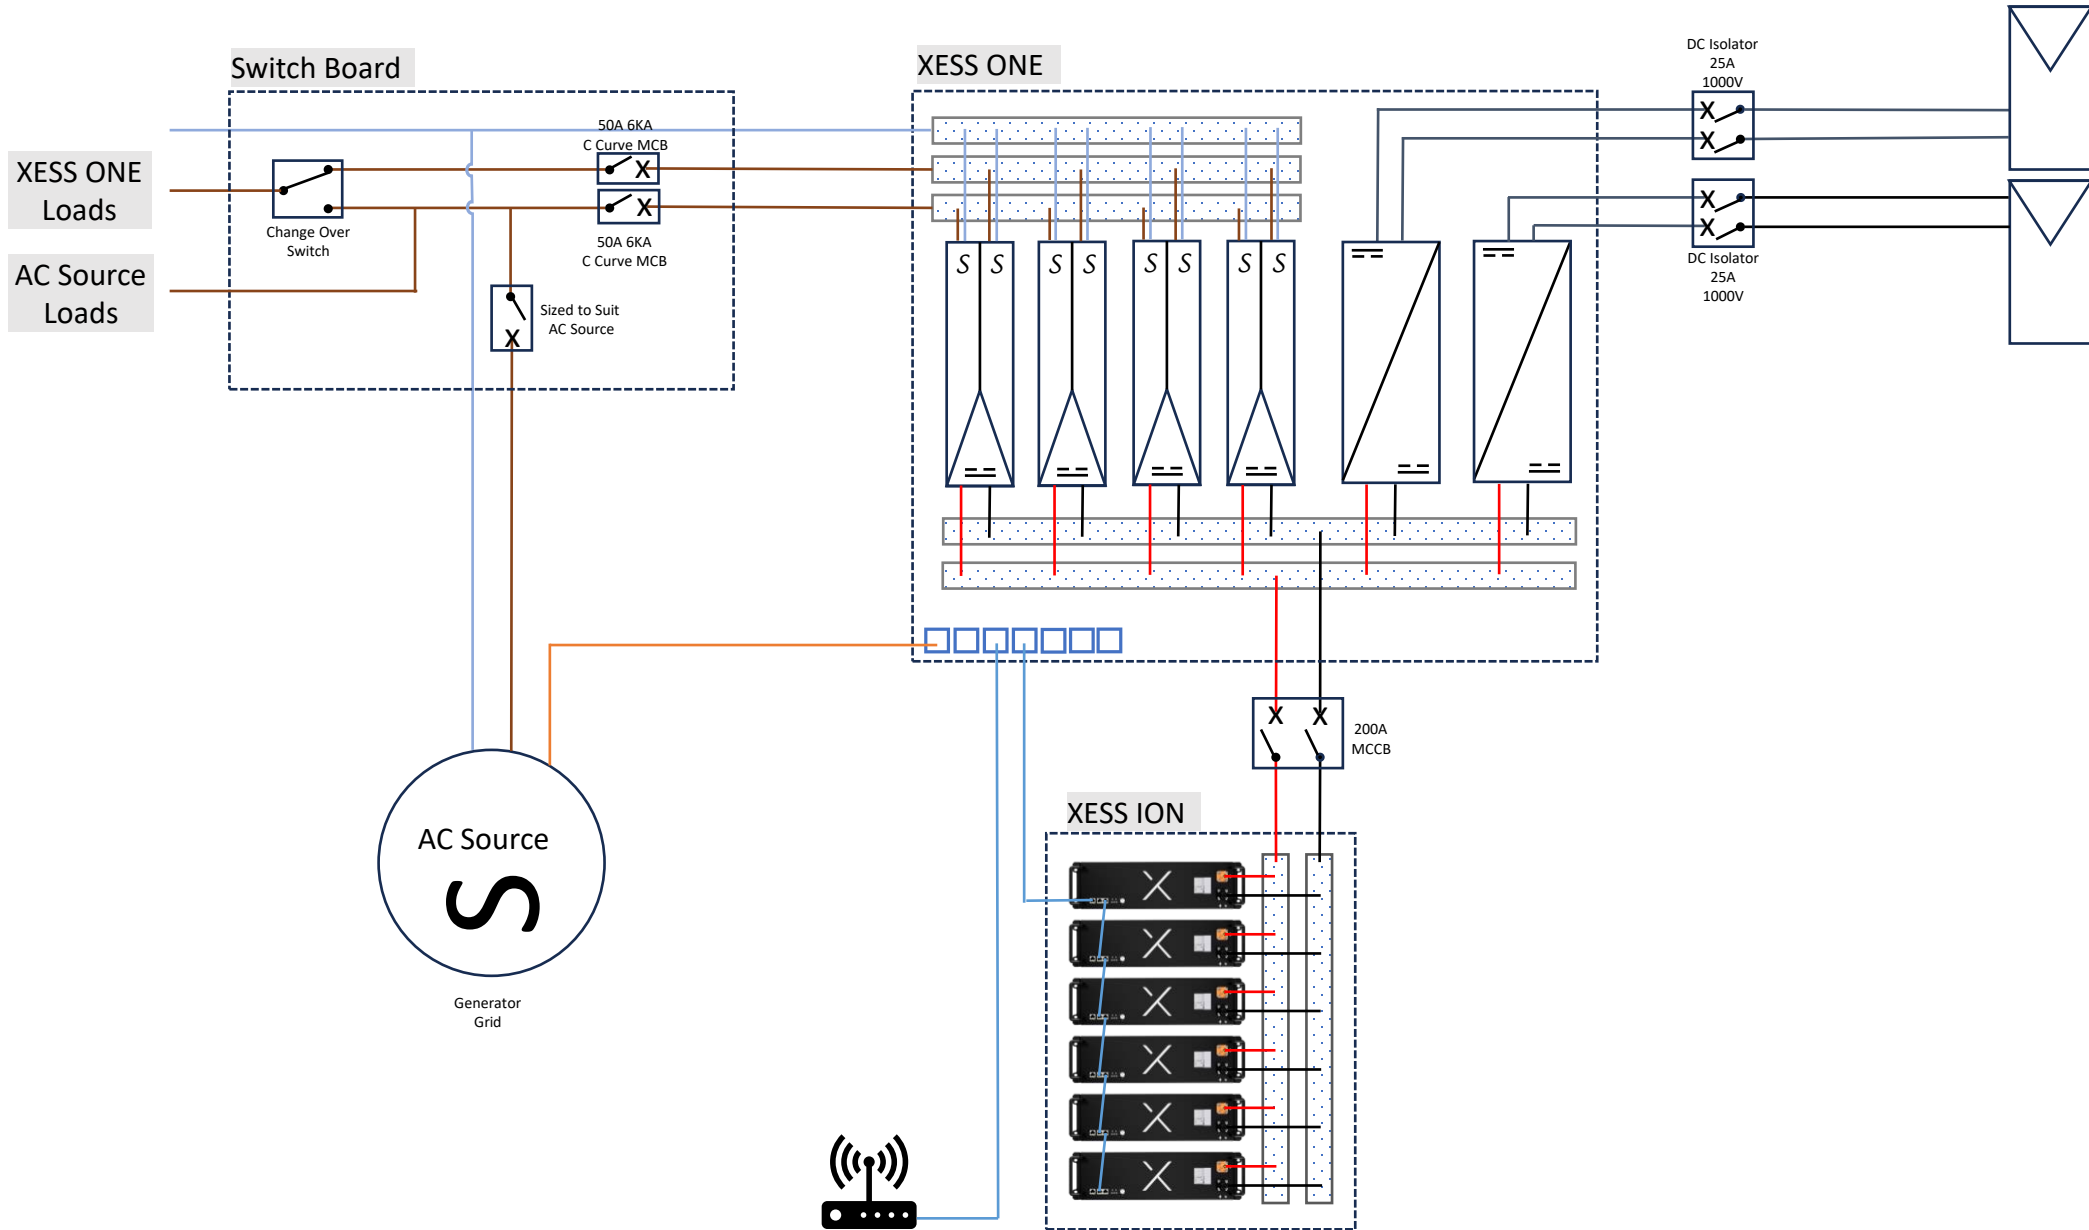 Switch Board
XESS ONE
DC Isolator
25A
1000V
50A 6KA
C Curve MCB
X
X
X
XESS ONE
Loads
Change Over
Switch
X
50A 6KA
C Curve MCB
X
X
DC Isolator
25A
1000V
AC Source
Loads
S S S S S S S S
Sized to Suit
AC Source
X
X X
200A
MCCB
XESS ION
AC Source
S
Generator
Grid
X
X
X
X
X
X